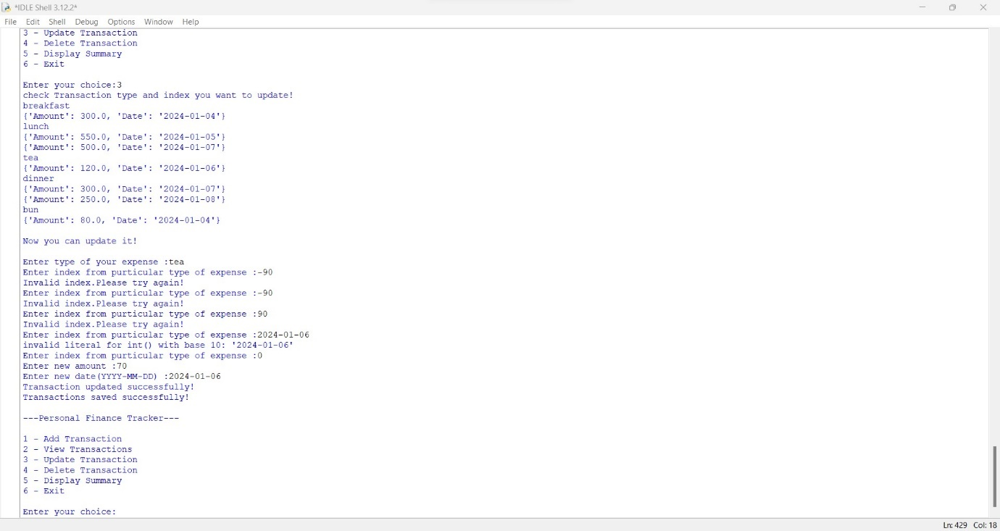 *IDLE Shell 3.12.2*
File Edit Shell Debug Options Window Help
3 - Update Transaction
4 - Delete Transaction
5 - Display Summary
6 - Exit
Enter your choice:3
check Transaction type and index you want to update!
breakfast
{'Amount': 300.0, 'Date': '2024-01-04'}
lunch
{'Amount': 550.0, 'Date': '2024-01-05'}
{'Amount': 500.0, 'Date': '2024-01-07'}
tea
{'Amount': 120.0, 'Date': '2024-01-06'}
dinner
{'Amount': 300.0, 'Date': '2024-01-07'}
{'Amount': 250.0, 'Date': '2024-01-08'}
bun
{'Amount': 80.0, 'Date': '2024-01-04'}
Now you can update it!
Enter type of your expense :tea
Enter index from purticular type of expense :-90
Invalid index.Please try again!
Enter index from purticular type of expense :-90
Invalid index.Please try again!
Enter index from purticular type of expense :90
Invalid index.Please try again!
Enter index from purticular type of expense :2024-01-06
invalid literal for int() with base 10: '2024-01-06'
Enter index from purticular type of expense :0
Enter new amount :70
Enter new date(YYYY-MM-DD) :2024-01-06
Transaction updated successfully!
Transactions saved successfully!
---Personal Finance Tracker---
1 - Add Transaction
2 - View Transactions
3 - Update Transaction
4 - Delete Transaction
5 - Display Summary
6 - Exit
Enter your choice:
Ln: 429 Col: 18